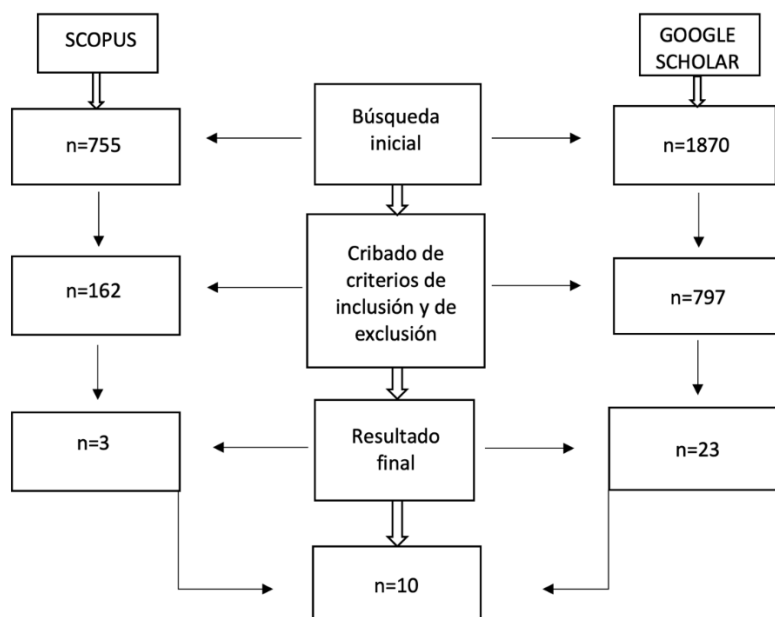 SCOPUS
GOOGLE
SCHOLAR
n=755
Búsqueda
inicial
n=1870
n=162
Cribado de
criterios de
inclusión y de
exclusión
n=797
n=3
Resultado
final
n=23
n=10